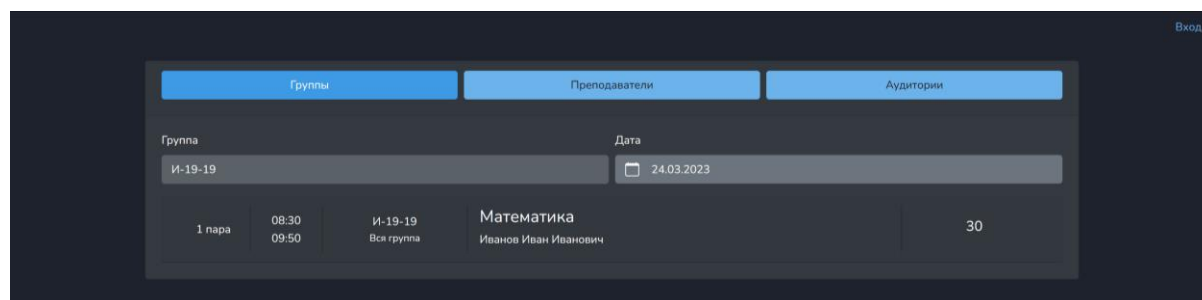 Вход
Группы
Преподаватели
Аудитории
Группа
Дата
И-19-19
24.03.2023
1 пара
08:30
09:50
И-19-19
Вся группа
Математика
Иванов Иван Иванович
30